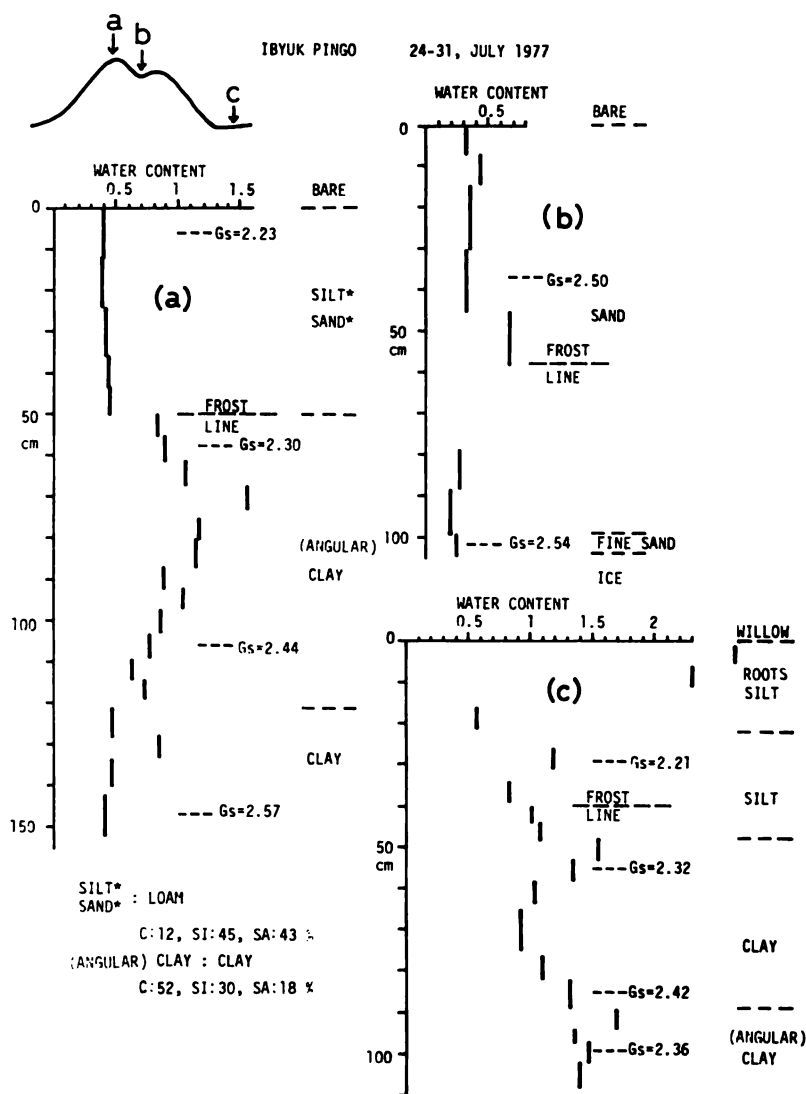 a
b
c
IBYUK PINGO 24-31, JULY 1977
WATER CONTENT
0.5 1 1.5
BARE
0
Gs=2.23
(a)
SILT*
SAND*
50
cm
FROST
LINE
Gs=2.30
(ANGULAR)
CLAY
100
Gs=2.44
CLAY
Gs=2.57
150
SILT*
SAND* : LOAM
C:12, SI:45, SA:43 %
(ANGULAR) CLAY : CLAY
C:52, SI:30, SA:18 %
WATER CONTENT
0.5
BARE
0
(b)
Gs=2.50
SAND
50
cm
FROST
LINE
100
Gs=2.54
FINE SAND
ICE
WATER CONTENT
0.5 1 1.5 2
WILLOW
0
ROOTS
SILT
(c)
Gs=2.21
SILT
FROST
LINE
50
cm
Gs=2.32
CLAY
Gs=2.42
(ANGULAR)
CLAY
100
Gs=2.36